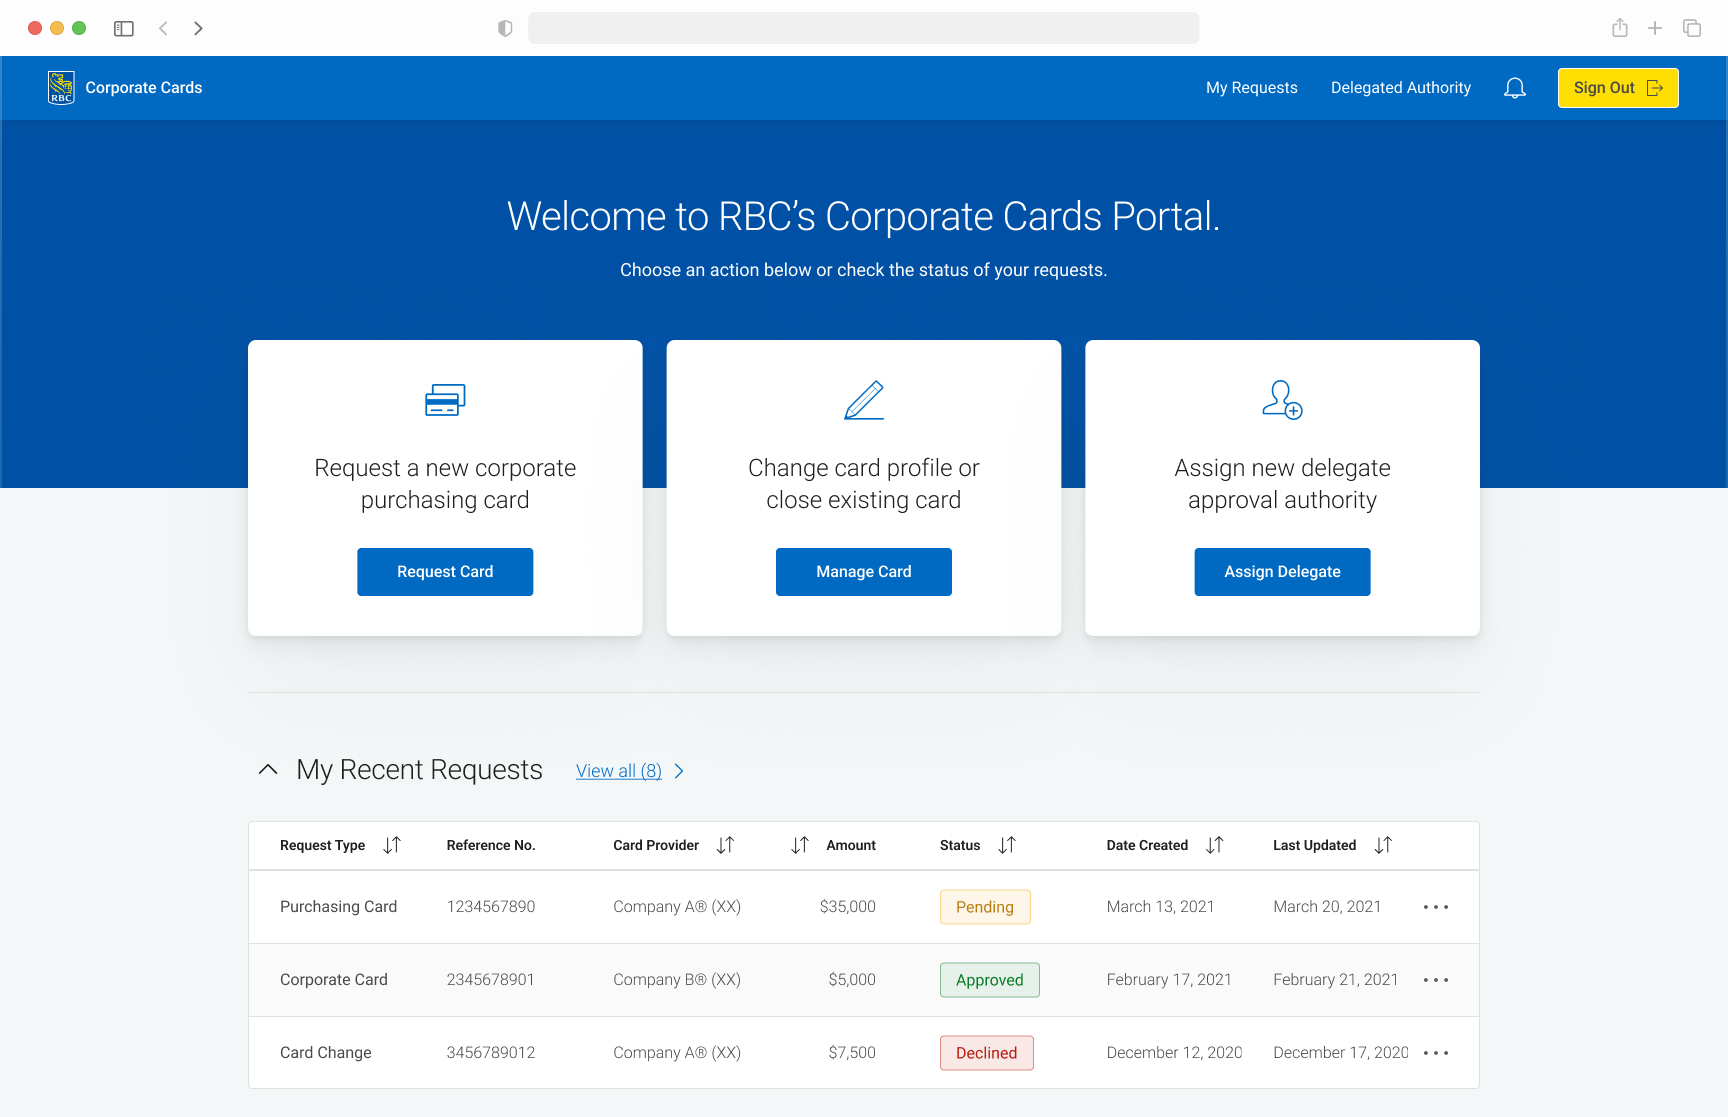 RBC
Corporate Cards
My Requests
Delegated Authority
Sign Out
Welcome to RBC’s Corporate Cards Portal.
Choose an action below or check the status of your requests.
Request a new corporate
purchasing card
Request Card
Change card profile or
close existing card
Manage Card
Assign new delegate
approval authority
Assign Delegate
My Recent Requests View all (8)
Request Type Reference No. Card Provider Amount Status Date Created Last Updated
Purchasing Card 1234567890 Company A® (XX) $35,000 Pending March 13, 2021 March 20, 2021
Corporate Card 2345678901 Company B® (XX) $5,000 Approved February 17, 2021 February 21, 2021
Card Change 3456789012 Company A® (XX) $7,500 Declined December 12, 2020 December 17, 2020